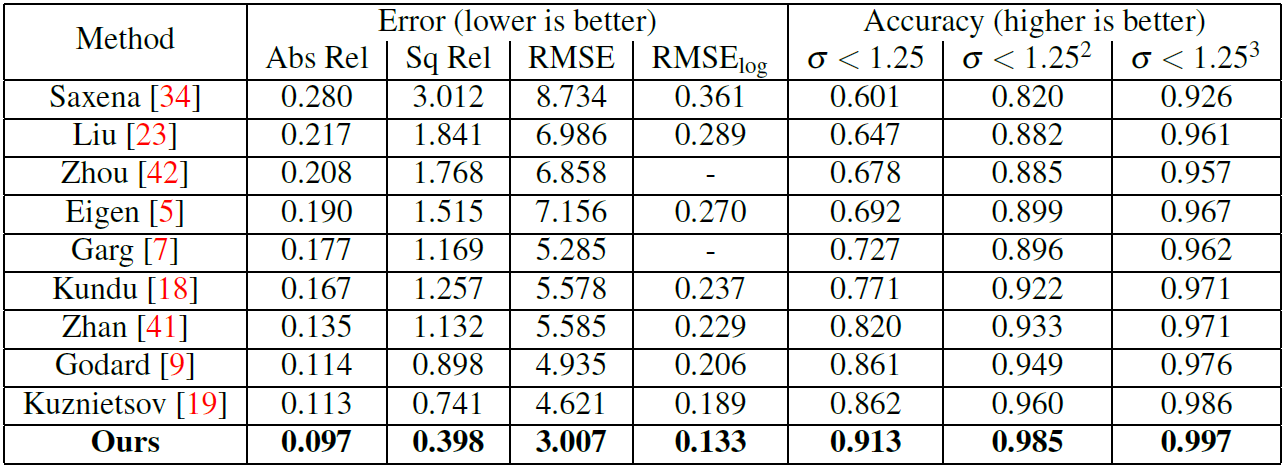 Method Error (lower is better) Accuracy (higher is better)
Abs Rel Sq Rel RMSE RMSElog σ < 1.25 σ < 1.25² σ < 1.25³
Saxena [34] 0.280 3.012 8.734 0.361 0.601 0.820 0.926
Liu [23] 0.217 1.841 6.986 0.289 0.647 0.882 0.961
Zhou [42] 0.208 1.768 6.858 - 0.678 0.885 0.957
Eigen [5] 0.190 1.515 7.156 0.270 0.692 0.899 0.967
Garg [7] 0.177 1.169 5.285 - 0.727 0.896 0.962
Kundu [18] 0.167 1.257 5.578 0.237 0.771 0.922 0.971
Zhan [41] 0.135 1.132 5.585 0.229 0.820 0.933 0.971
Godard [9] 0.114 0.898 4.935 0.206 0.861 0.949 0.976
Kuznietsov [19] 0.113 0.741 4.621 0.189 0.862 0.960 0.986
Ours 0.097 0.398 3.007 0.133 0.913 0.985 0.997